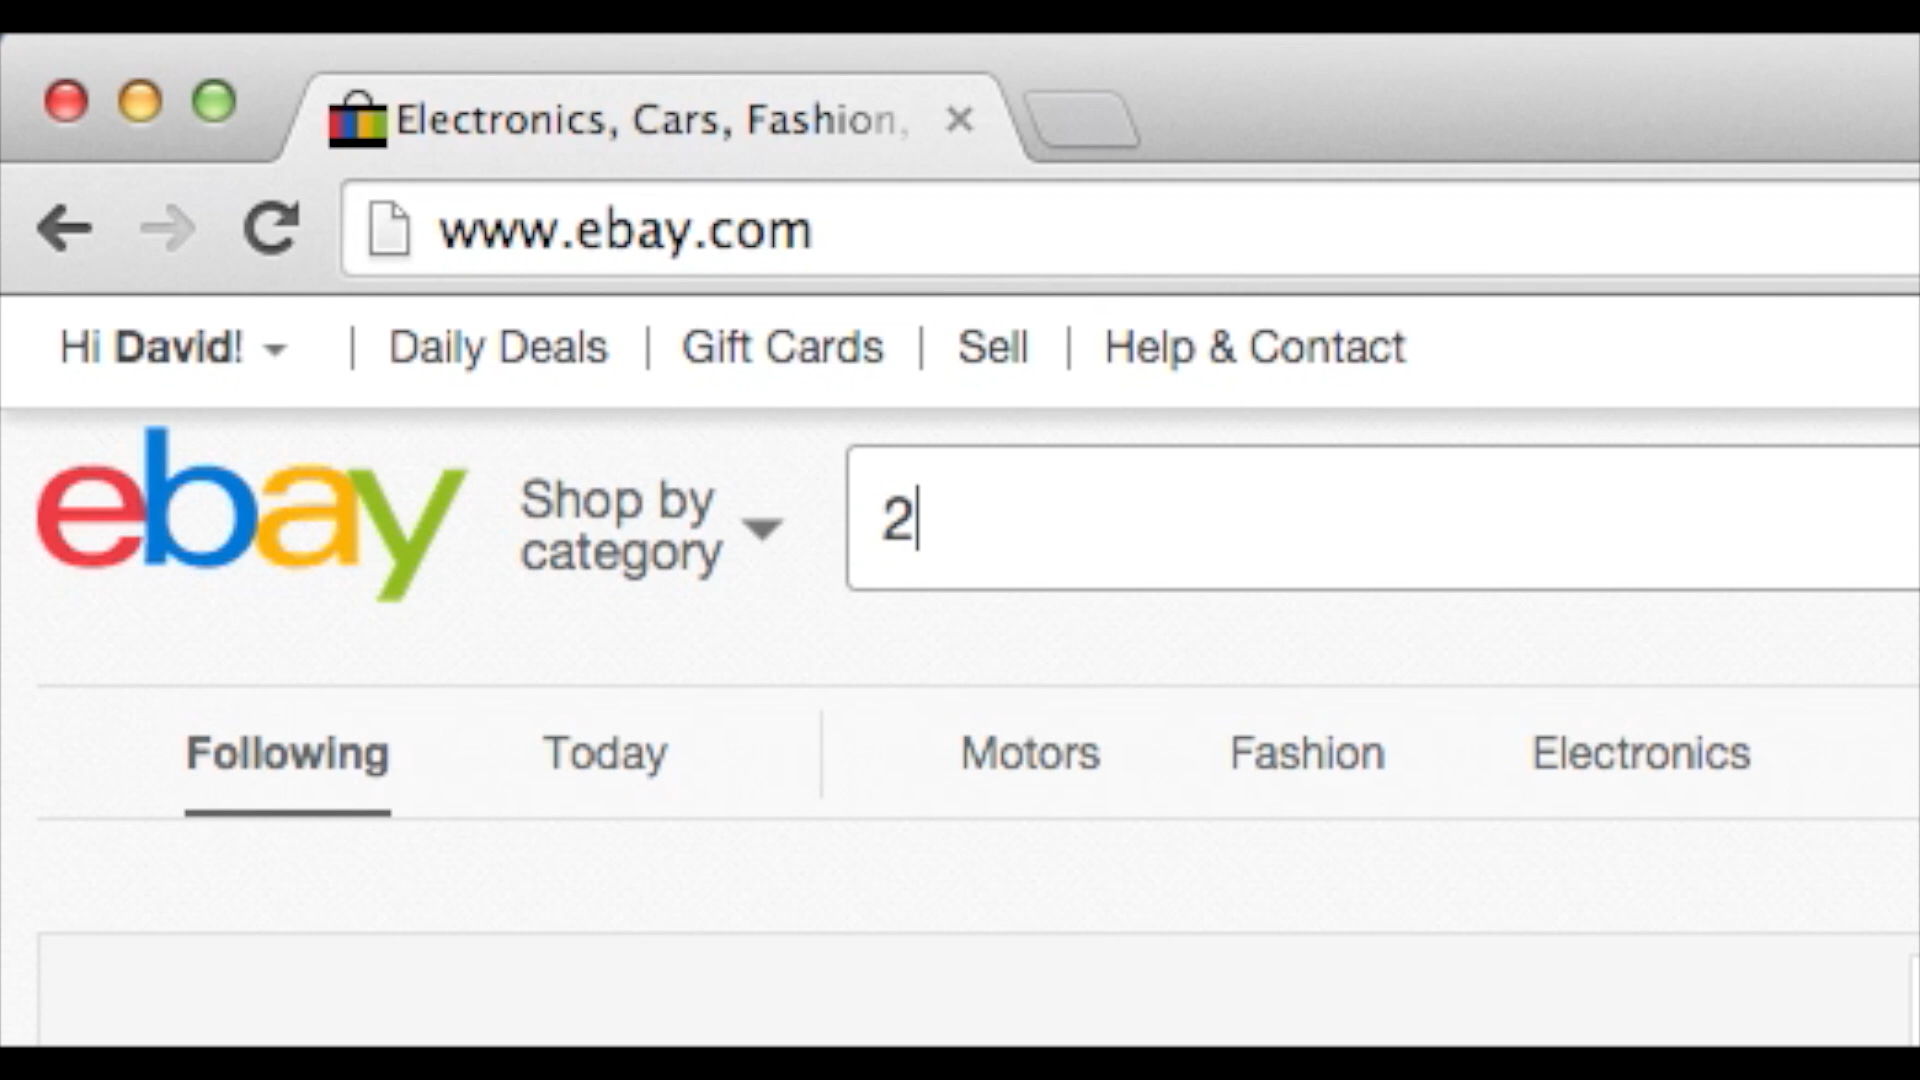 Electronics, Cars, Fashion,
www.ebay.com
Hi David! | Daily Deals | Gift Cards | Sell | Help & Contact
ebay
Shop by
category
2
Following Today Motors Fashion Electronics